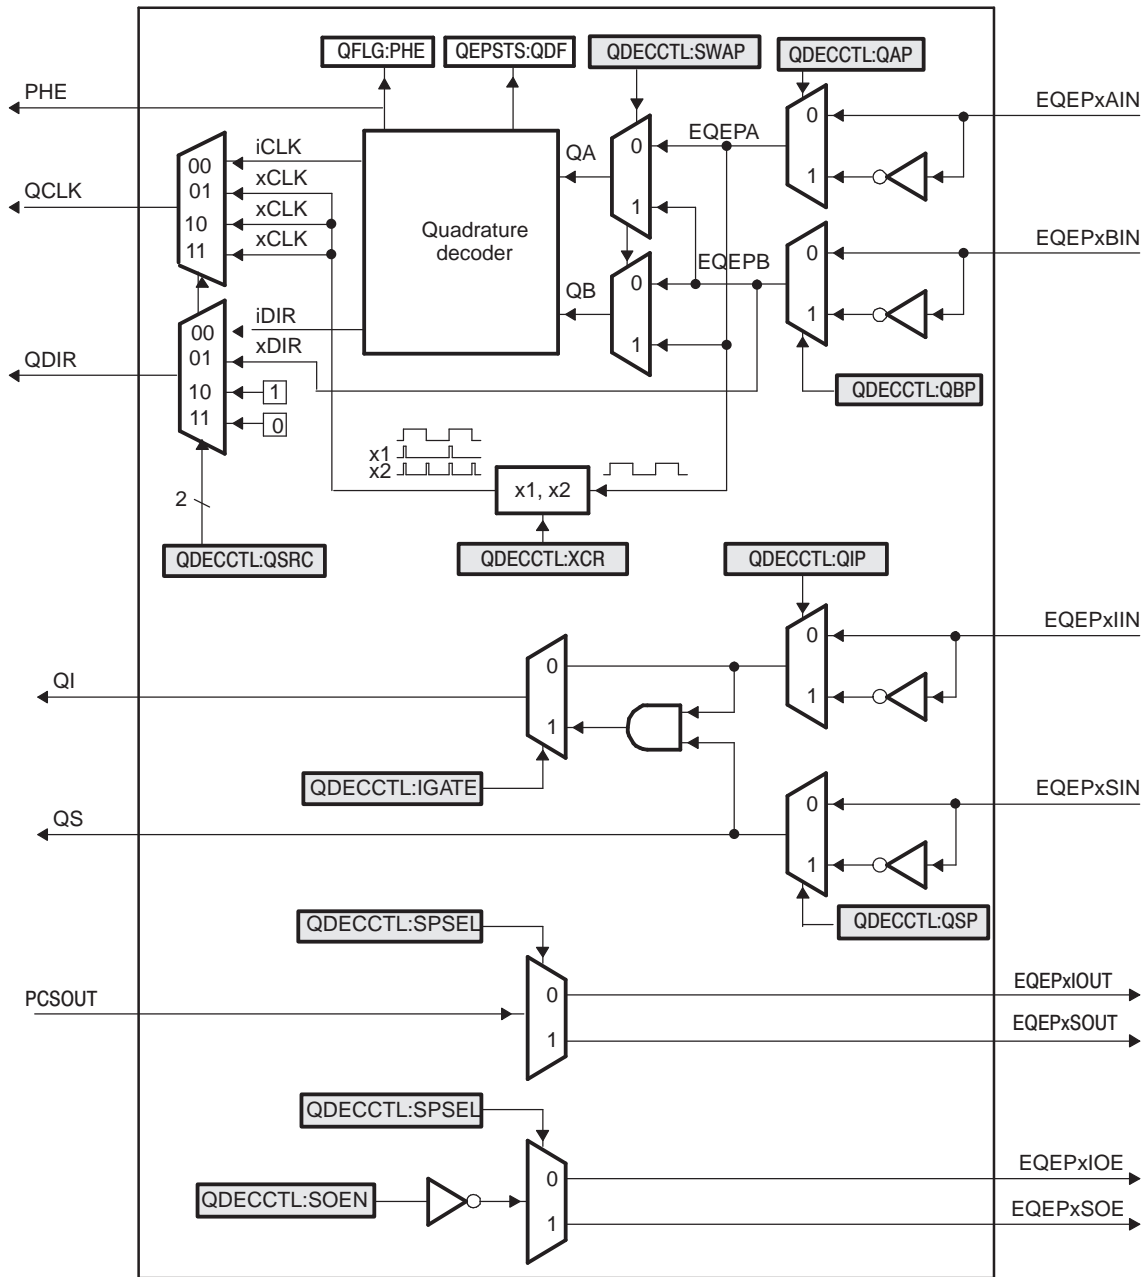 QFLG:PHE QEPSTS:QDF QDECCTL:SWAP QDECCTL:QAP
PHE
EQEPxAIN
0
EQEPA
iCLK
QA
0
00
xCLK
01
1
QCLK
xCLK
10
1
xCLK
11
Quadrature
decoder
EQEPxBIN
0
EQEPB
QB
0
iDIR
1
00
xDIR
1
01
QDIR
10
1
QDECCTL:QBP
11
0
x1
x2
x1, x2
2
QDECCTL:QSRC
QDECCTL:XCR
QDECCTL:QIP
EQEPxIIN
0
0
QI
1
1
QDECCTL:IGATE
EQEPxSIN
0
QS
1
QDECCTL:SPSEL
QDECCTL:QSP
EQEPxIOUT
PCSOUT
0
EQEPxSOUT
1
QDECCTL:SPSEL
EQEPxIOE
0
QDECCTL:SOEN
EQEPxSOE
1